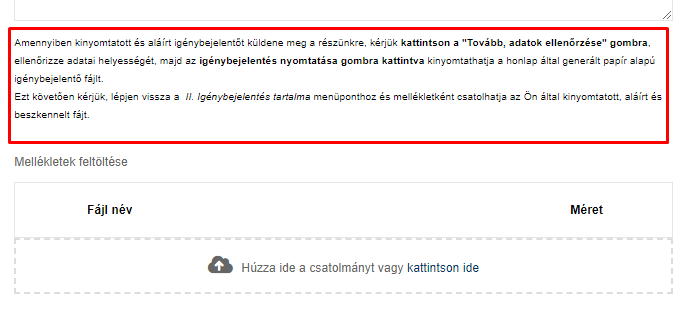 Amennyiben kinyomtatott és aláírt igénybejelentőt küldene meg a részünkre, kérjük kattintson a "Tovább, adatok ellenőrzése" gombra,
ellenőrizze adatai helyességét, majd az igénybejelentés nyomtatása gombra kattintva kinyomtathatja a honlap által generált papír alapú
igénybejelentő fájlt.
Ezt követően kérjük, lépjen vissza a II. Igénybejelentés tartalma menüponthoz és mellékletként csatolhatja az Ön által kinyomtatott, aláírt és
beszkennelt fájt.
Mellékletek feltöltése
Fájl név Méret
Húzza ide a csatolmányt vagy kattintson ide